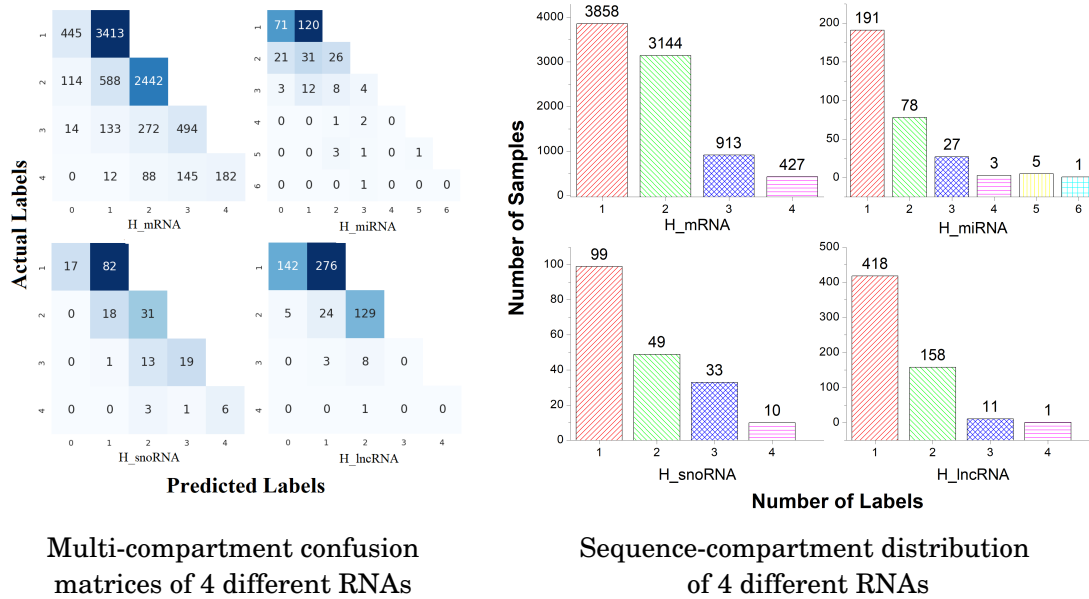 Actual Labels
1 445 3413
2 114 588 2442
3 14 133 272 494
4 0 12 88 145 182
0 1 2 3 4
H_mRNA
1 71 120
2 21 31 26
3 3 12 8 4
4 0 0 1 2 0
5 0 0 3 1 0 1
6 0 0 0 1 0 0 0
0 1 2 3 4 5 6
H_miRNA
1 17 82
2 0 18 31
3 0 1 13 19
4 0 0 3 1 6
0 1 2 3 4
H_snoRNA
1 142 276
2 5 24 129
3 0 3 8 0
4 0 0 1 0 0
0 1 2 3 4
H_lncRNA
Predicted Labels
Multi-compartment confusion
matrices of 4 different RNAs
Number of Samples
4000
3000
2000
1000
0
3858 3144 913 427
1 2 3 4
H_mRNA
200
150
100
50
0
191 78 27 3 5 1
1 2 3 4 5 6
H_miRNA
100
80
60
40
20
0
99 49 33 10
1 2 3 4
H_snoRNA
500
400
300
200
100
0
418 158 11 1
1 2 3 4
H_lncRNA
Number of Labels
Sequence-compartment distribution
of 4 different RNAs